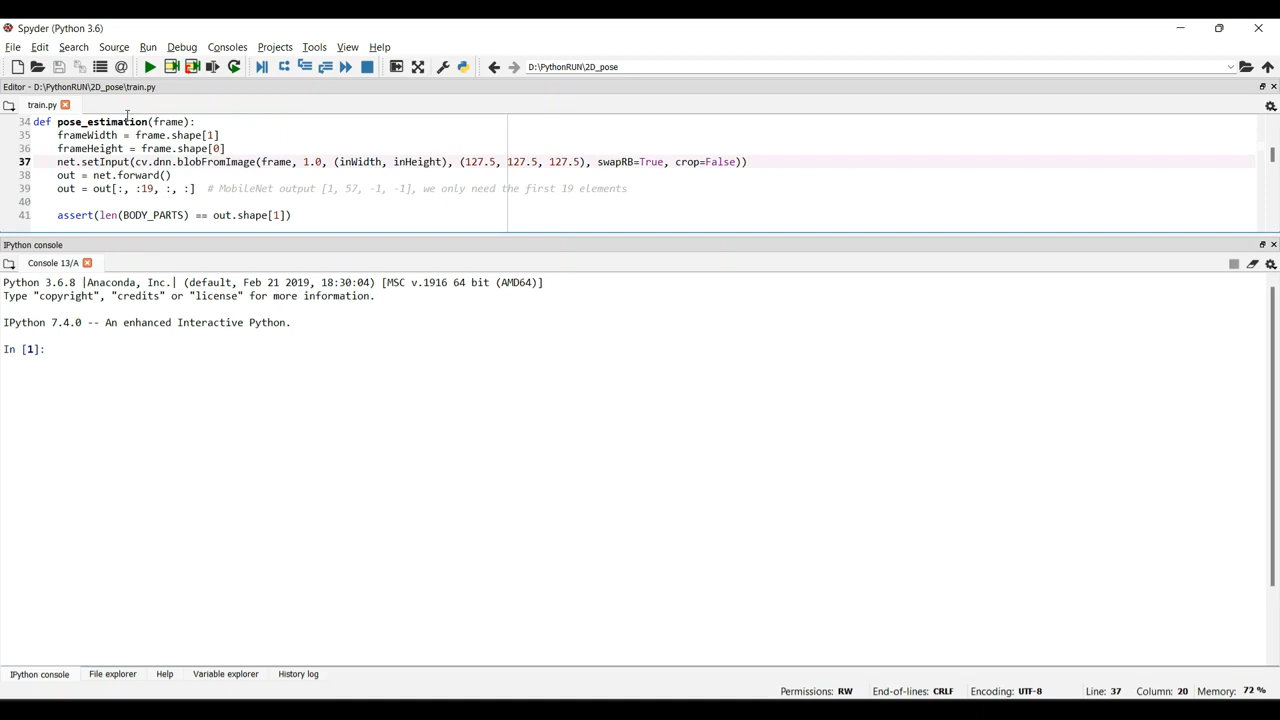 Spyder (Python 3.6)
File Edit Search Source Run Debug Consoles Projects Tools View Help
D:\PythonRUN\2D_pose
Editor - D:\PythonRUN\2D_pose\train.py
train.py
34 def pose_estimation(frame):
35 frameWidth = frame.shape[1]
36 frameHeight = frame.shape[0]
37 net.setInput(cv.dnn.blobFromImage(frame, 1.0, (inWidth, inHeight), (127.5, 127.5, 127.5), swapRB=True, crop=False))
38 out = net.forward()
39 out = out[:, :19, :, :] # MobileNet output [1, 57, -1, -1], we only need the first 19 elements
40
41 assert(len(BODY_PARTS) == out.shape[1])
IPython console
Console 13/A
Python 3.6.8 |Anaconda, Inc.| (default, Feb 21 2019, 18:30:04) [MSC v.1916 64 bit (AMD64)]
Type "copyright", "credits" or "license" for more information.
IPython 7.4.0 -- An enhanced Interactive Python.
In [1]:
IPython console File explorer Help Variable explorer History log
Permissions: RW End-of-lines: CRLF Encoding: UTF-8 Line: 37 Column: 20 Memory: 72 %